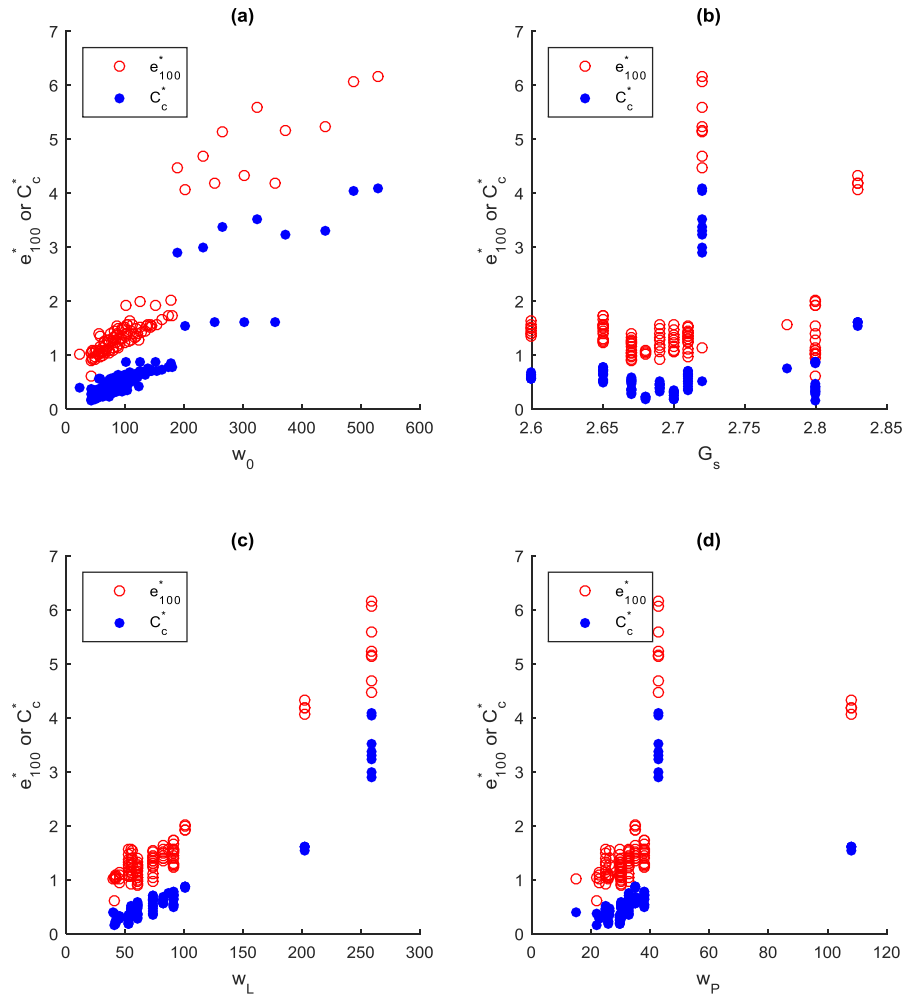 (a)
7
6
5
4
3
2
1
0
e*100 or C*c
e*100
C*c
0 100 200 300 400 500 600
w0
(b)
7
6
5
4
3
2
1
0
e*100 or C*c
e*100
C*c
2.6 2.65 2.7 2.75 2.8 2.85
Gs
(c)
7
6
5
4
3
2
1
0
e*100 or C*c
e*100
C*c
0 50 100 150 200 250 300
wL
(d)
7
6
5
4
3
2
1
0
e*100 or C*c
e*100
C*c
0 20 40 60 80 100 120
wP